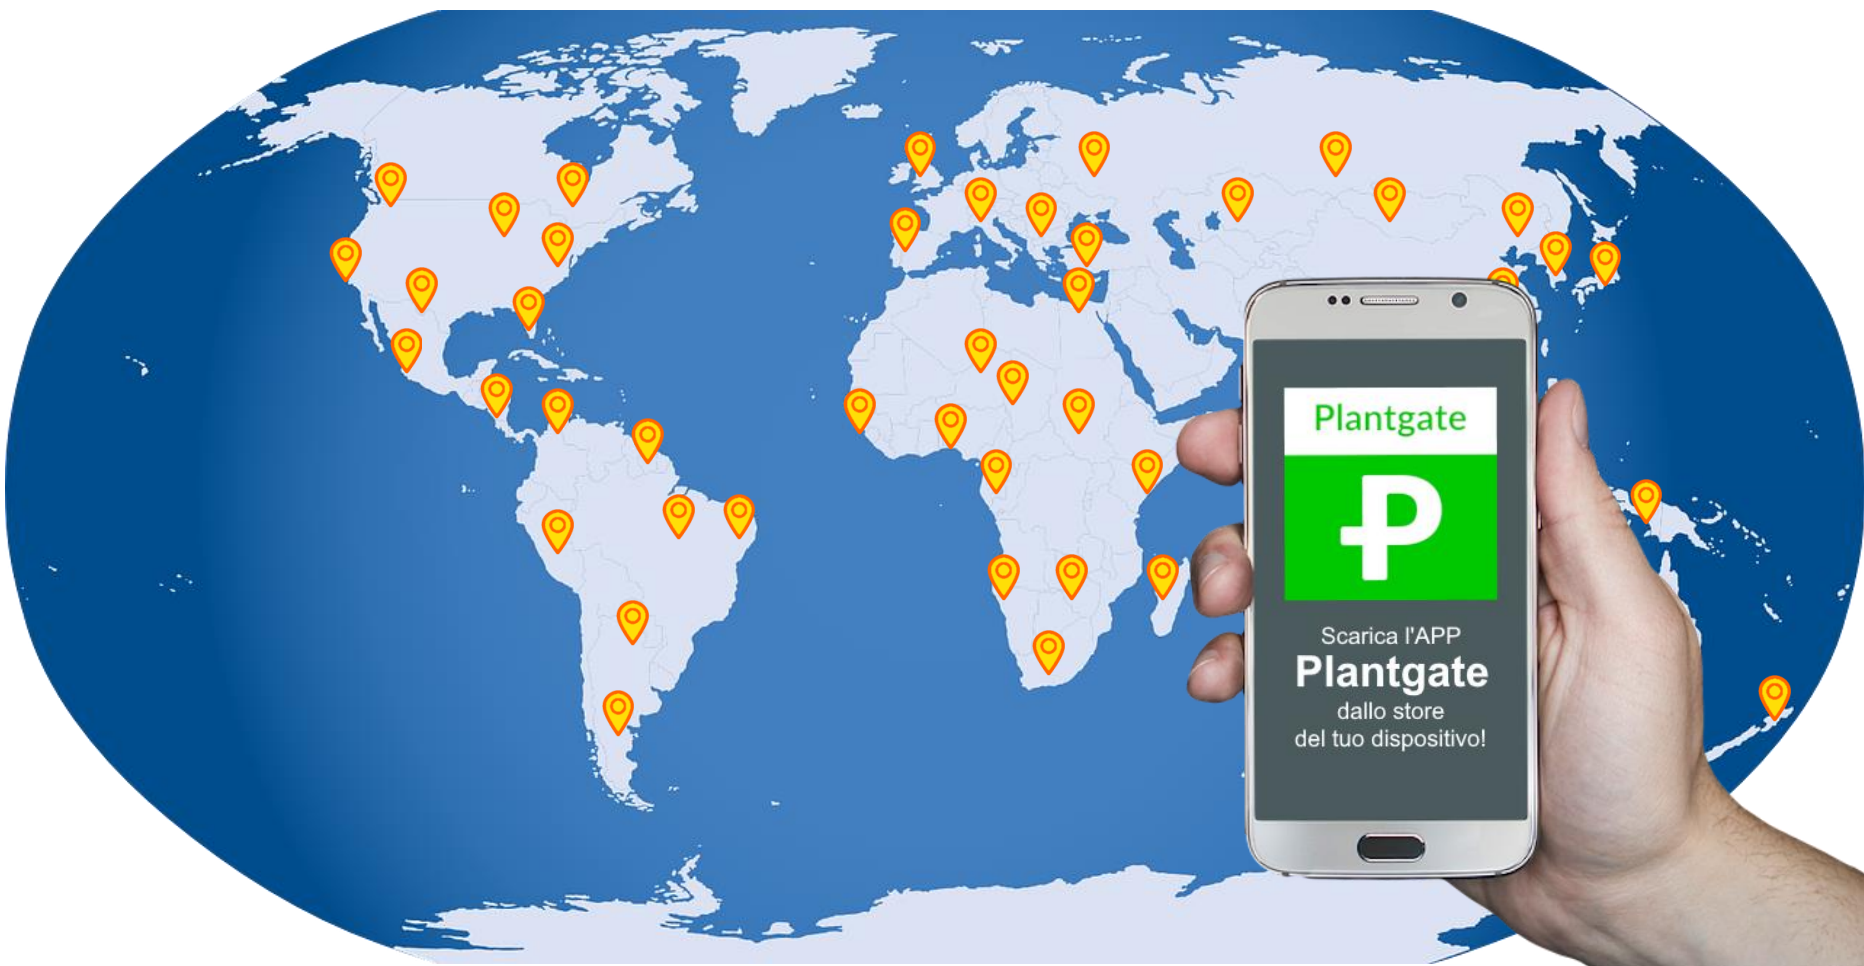 Plantgate
P
Scarica l'APP
Plantgate
dallo store
del tuo dispositivo!